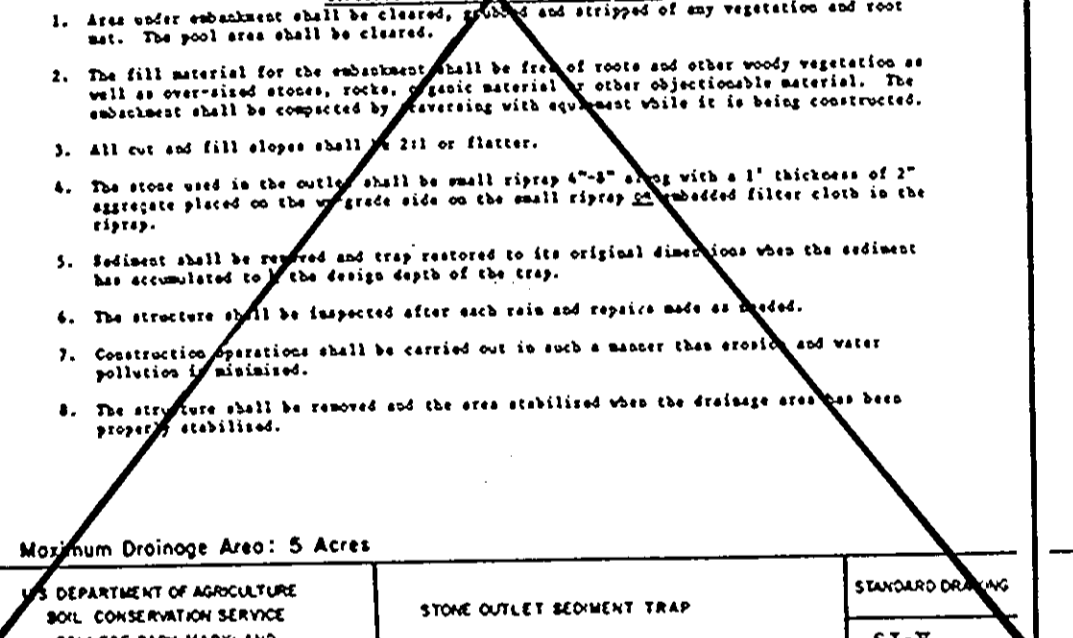 1. Area under embankment shall be cleared, grubbed and stripped of any vegetation and root
mat. The pool area shall be cleared.
2. The fill material for the embankment shall be free of roots and other woody vegetation as
well as over-sized stones, rocks, organic material or other objectionable material. The
embankment shall be compacted by traversing with equipment while it is being constructed.
3. All cut and fill slopes shall be 2:1 or flatter.
4. The stone used in the outlet shall be small riprap 4"-8" along with a 1' thickness of 2"
aggregate placed on the up-grade side on the small riprap or embedded filter cloth in the
riprap.
5. Sediment shall be removed and trap restored to its original dimensions when the sediment
has accumulated to the design depth of the trap.
6. The structure shall be inspected after each rain and repairs made as needed.
7. Construction operations shall be carried out in such a manner than erosion and water
pollution is minimized.
8. The structure shall be removed and the area stabilized when the drainage area has been
properly stabilized.
Maximum Drainage Area: 5 Acres
U S DEPARTMENT OF AGRICULTURE
SOIL CONSERVATION SERVICE
COLLEGE PARK MARYLAND
STONE OUTLET SEDIMENT TRAP
STANDARD DRAWING